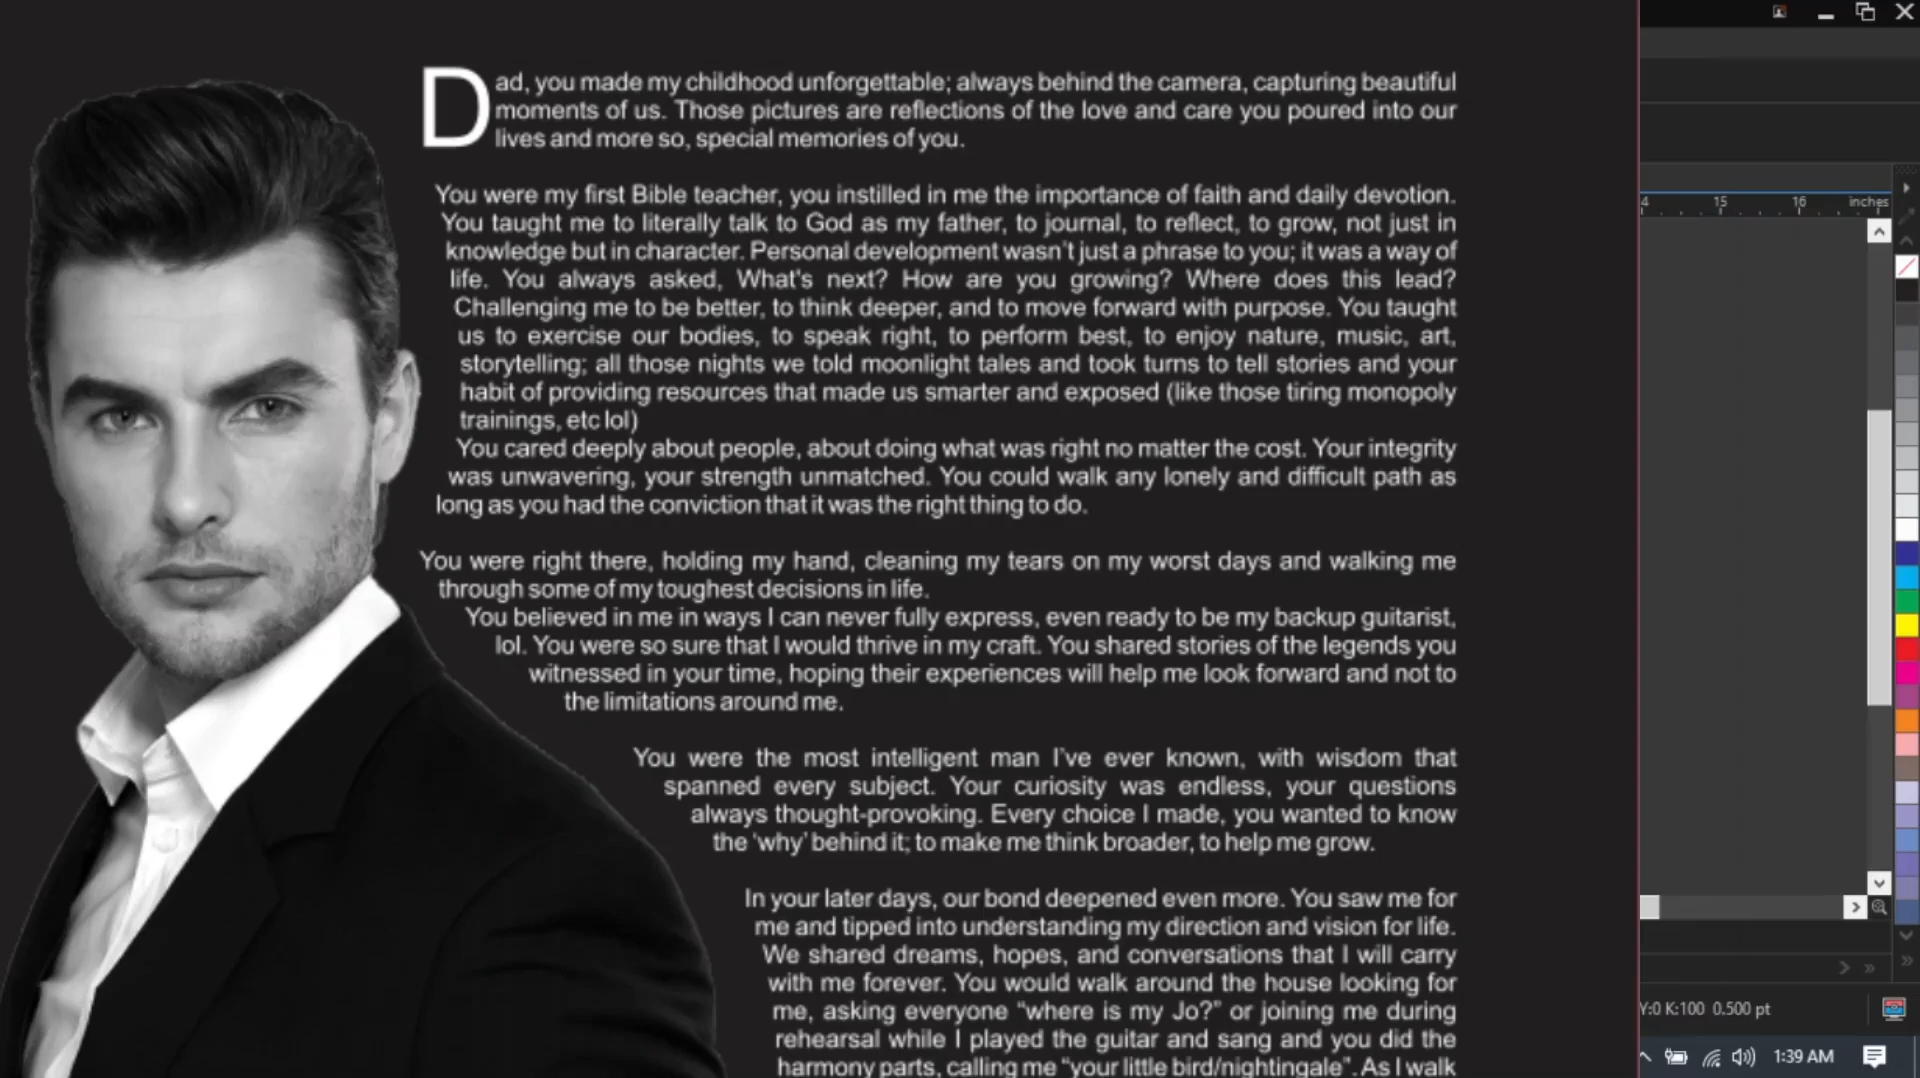 Dad, you made my childhood unforgettable; always behind the camera, capturing beautiful
moments of us. Those pictures are reflections of the love and care you poured into our
lives and more so, special memories of you.
You were my first Bible teacher, you instilled in me the importance of faith and daily devotion.
You taught me to literally talk to God as my father, to journal, to reflect, to grow, not just in
knowledge but in character. Personal development wasn't just a phrase to you; it was a way of
life. You always asked, What's next? How are you growing? Where does this lead?
Challenging me to be better, to think deeper, and to move forward with purpose. You taught
us to exercise our bodies, to speak right, to perform best, to enjoy nature, music, art,
storytelling; all those nights we told moonlight tales and took turns to tell stories and your
habit of providing resources that made us smarter and exposed (like those tiring monopoly
trainings, etc lol)
You cared deeply about people, about doing what was right no matter the cost. Your integrity
was unwavering, your strength unmatched. You could walk any lonely and difficult path as
long as you had the conviction that it was the right thing to do.
You were right there, holding my hand, cleaning my tears on my worst days and walking me
through some of my toughest decisions in life.
You believed in me in ways I can never fully express, even ready to be my backup guitarist,
lol. You were so sure that I would thrive in my craft. You shared stories of the legends you
witnessed in your time, hoping their experiences will help me look forward and not to
the limitations around me.
You were the most intelligent man I've ever known, with wisdom that
spanned every subject. Your curiosity was endless, your questions
always thought-provoking. Every choice I made, you wanted to know
the ‘why’ behind it; to make me think broader, to help me grow.
In your later days, our bond deepened even more. You saw me for
me and tipped into understanding my direction and vision for life.
We shared dreams, hopes, and conversations that I will carry
with me forever. You would walk around the house looking for
me, asking everyone “where is my Jo?” or joining me during
rehearsal while I played the guitar and sang and you did the
harmony parts, calling me “your little bird/nightingale”. As I walk
4 15 16 inches
Y:0 K:100 0.500 pt
1:39 AM